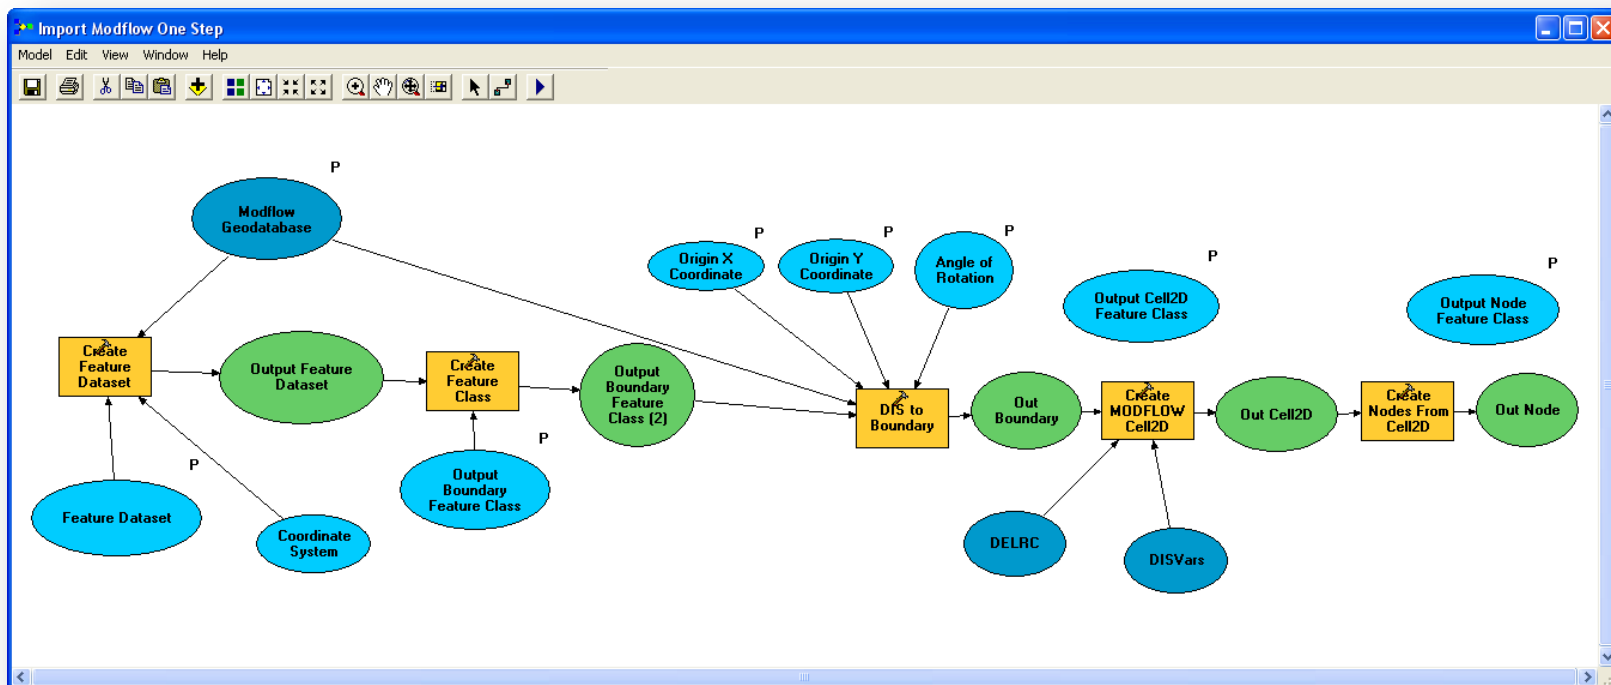 Import Modflow One Step
Model Edit View Window Help
P
Modflow
Geodatabase
P
Origin X
Coordinate
P
Origin Y
Coordinate
P
Angle of
Rotation
P
Output Cell2D
Feature Class
P
Output Node
Feature Class
Create
Feature
Dataset
Output Feature
Dataset
Create
Feature
Class
Output
Boundary
Feature
Class (2)
DIS to
Boundary
Out
Boundary
Create
MODFLOW
Cell2D
Out Cell2D
Create
Nodes From
Cell2D
Out Node
P
Feature Dataset
P
Coordinate
System
Output
Boundary
Feature Class
DELRC
DISVars